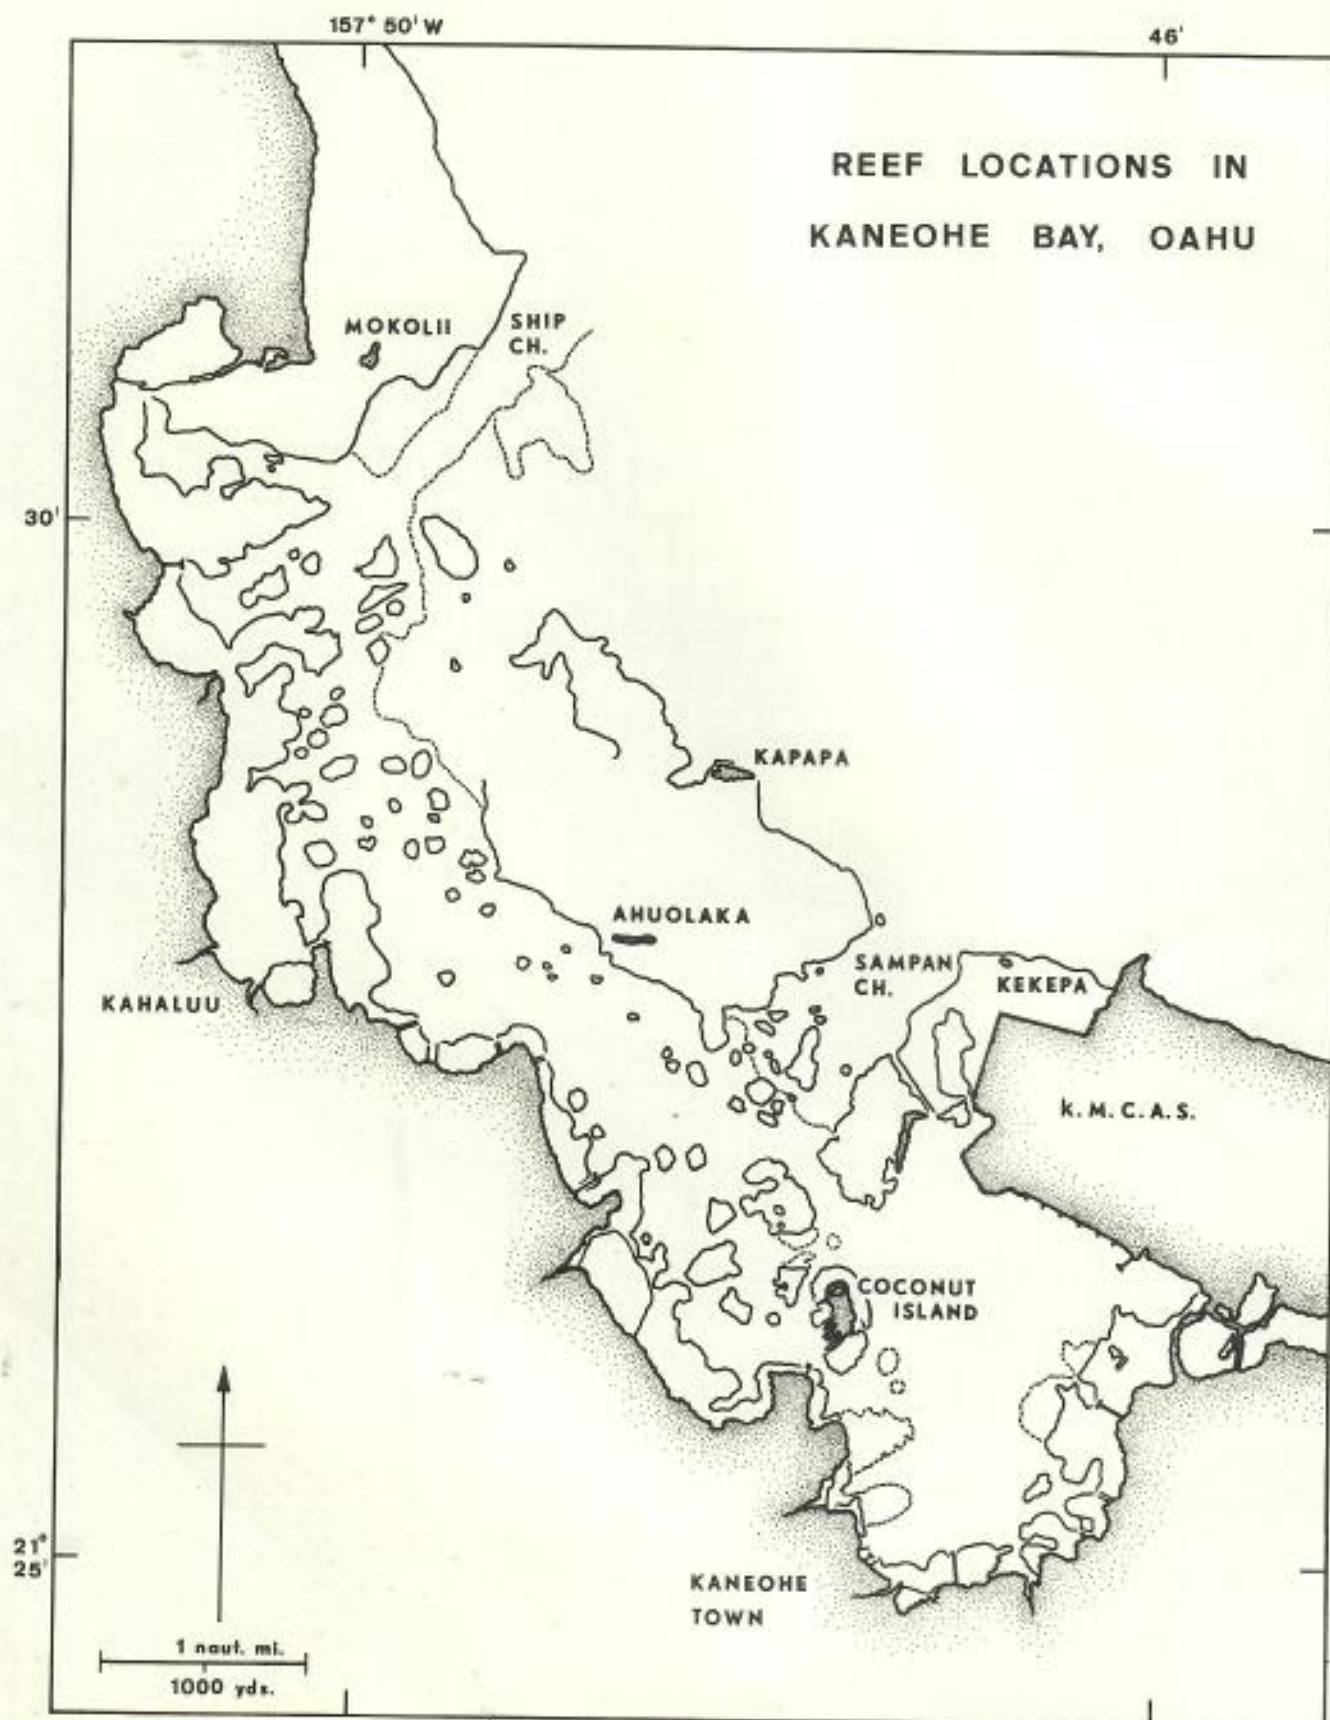 157° 50' W
46'
REEF LOCATIONS IN
KANEOHE BAY, OAHU
MOKOLII
SHIP
CH.
30'
KAPAPA
AHUOLAKA
SAMPAN
CH.
KEKEPA
KAHALUU
K.M.C.A.S.
COCONUT
ISLAND
21°
25'
KANEOHE
TOWN
1 naut. mi.
1000 yds.